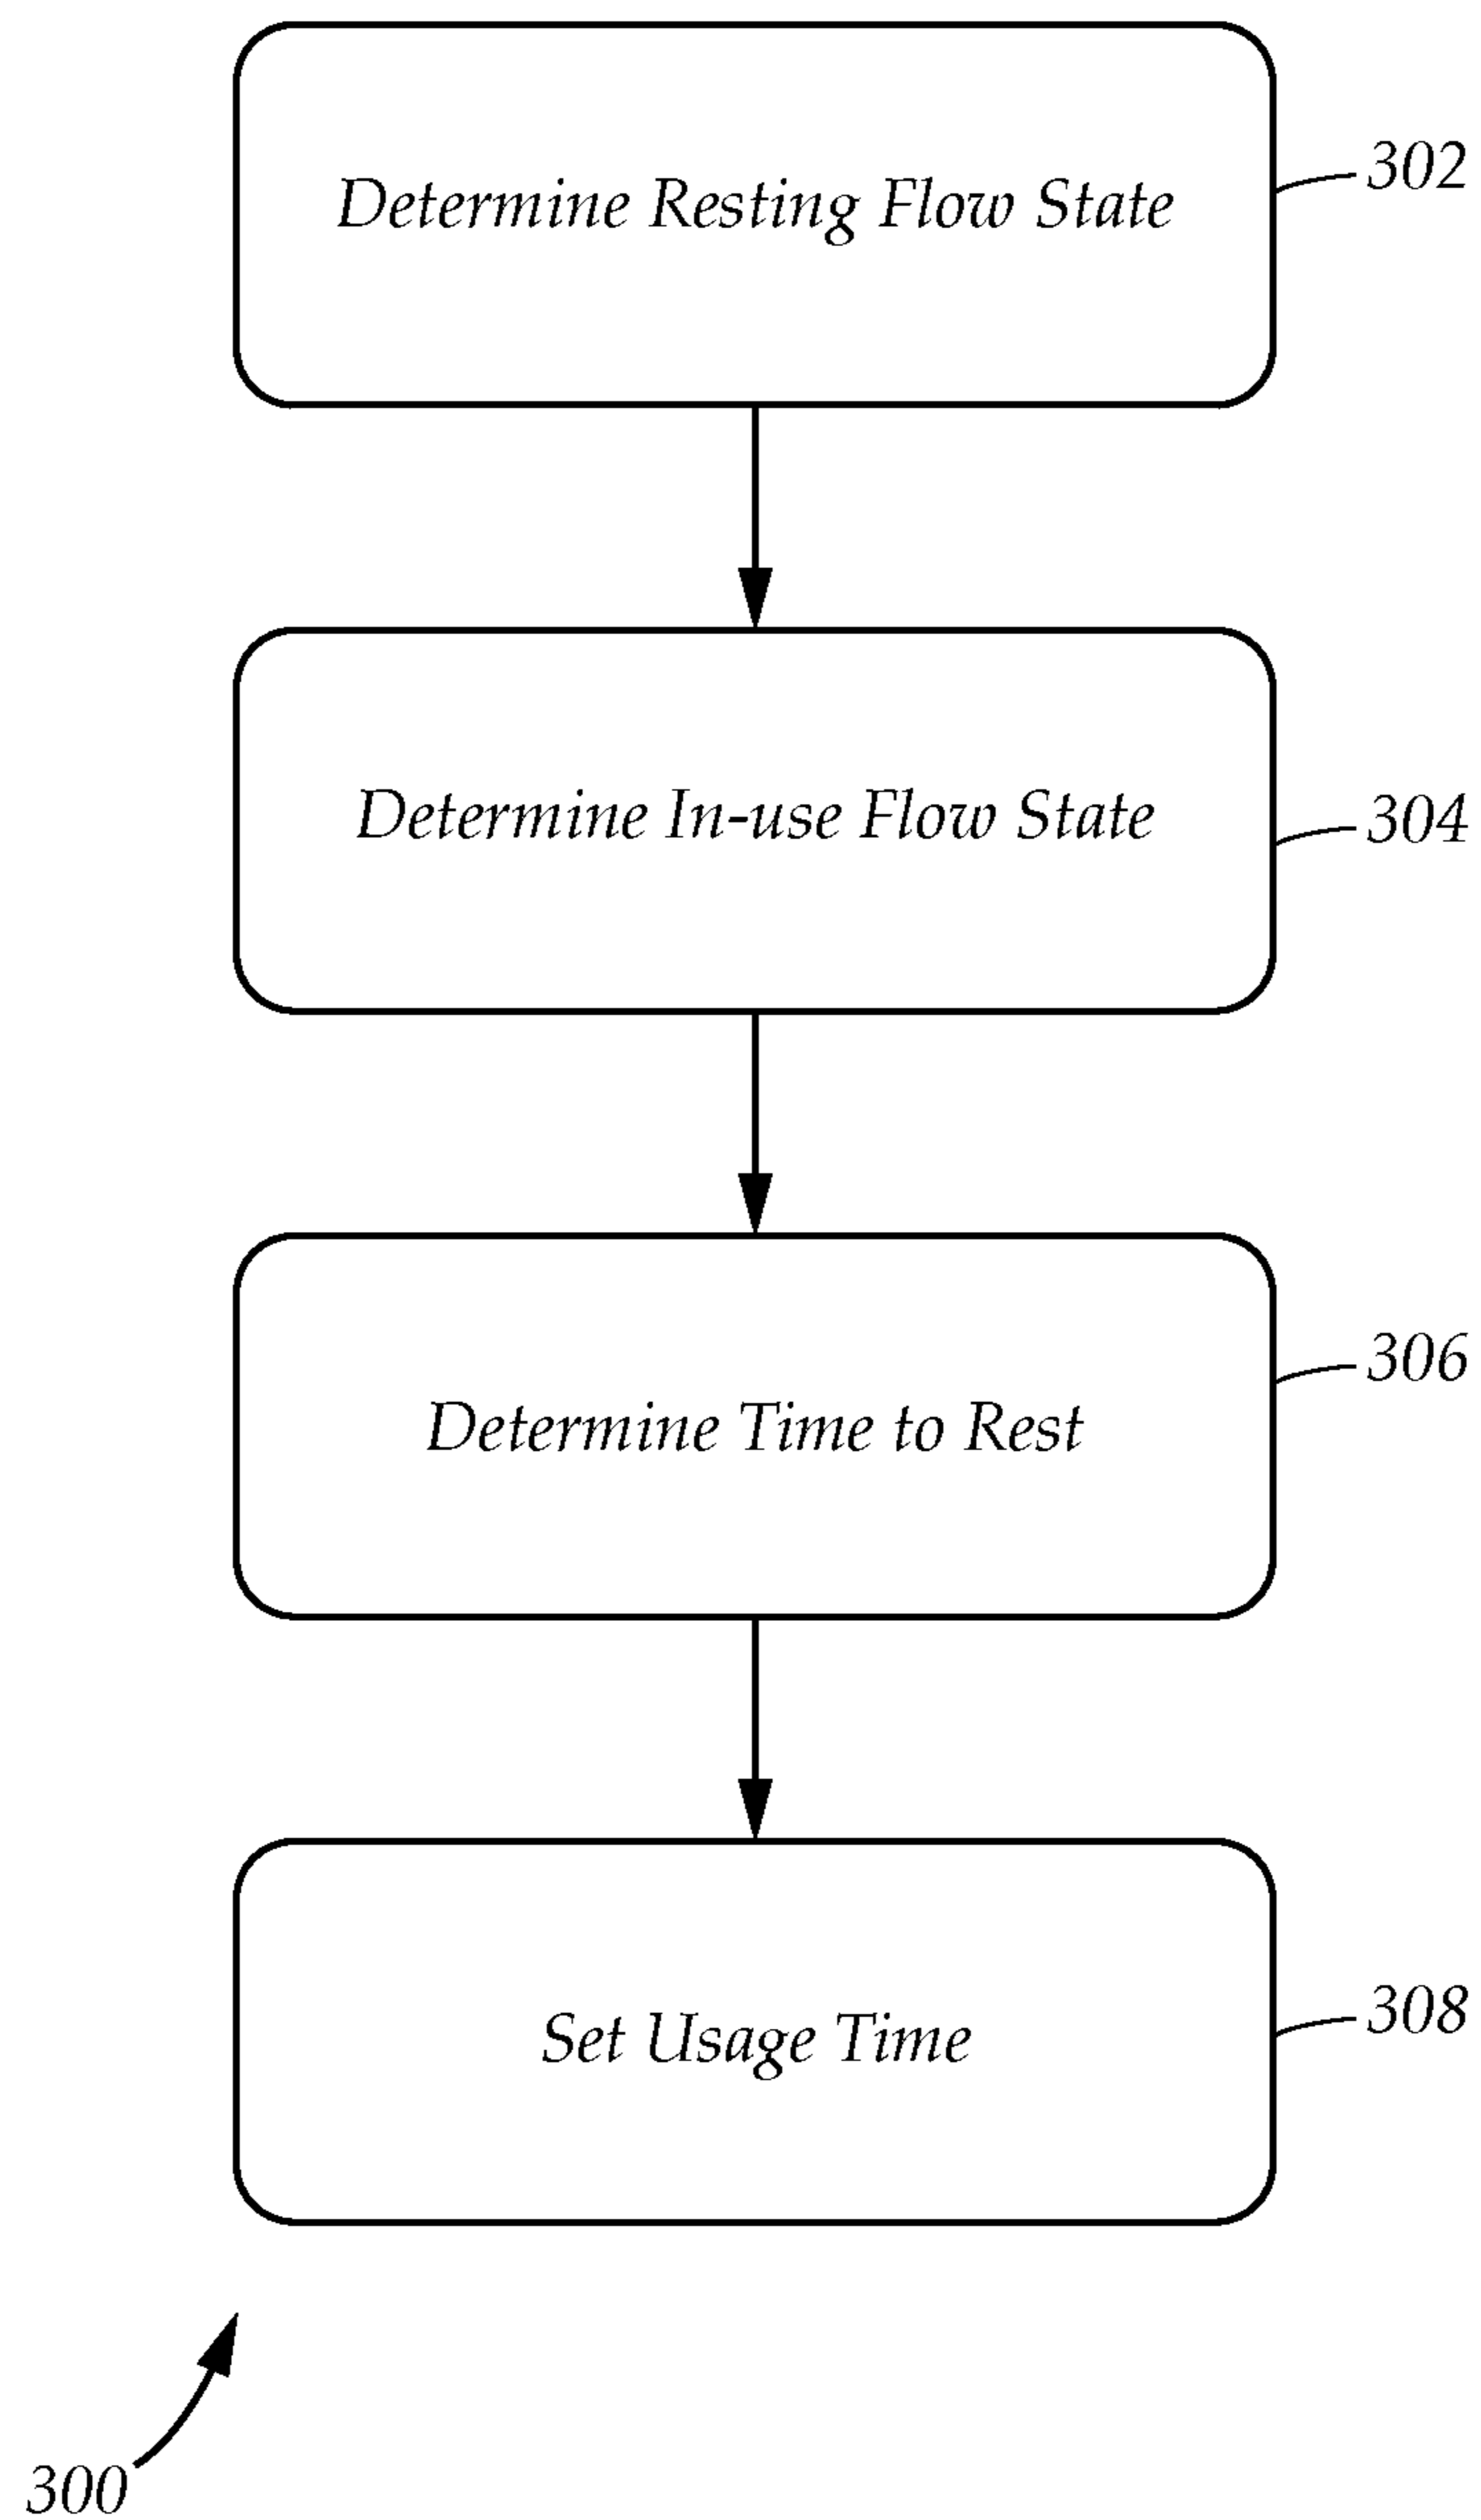 Determine Resting Flow State
302
Determine In-use Flow State
304
Determine Time to Rest
306
Set Usage Time
308
300